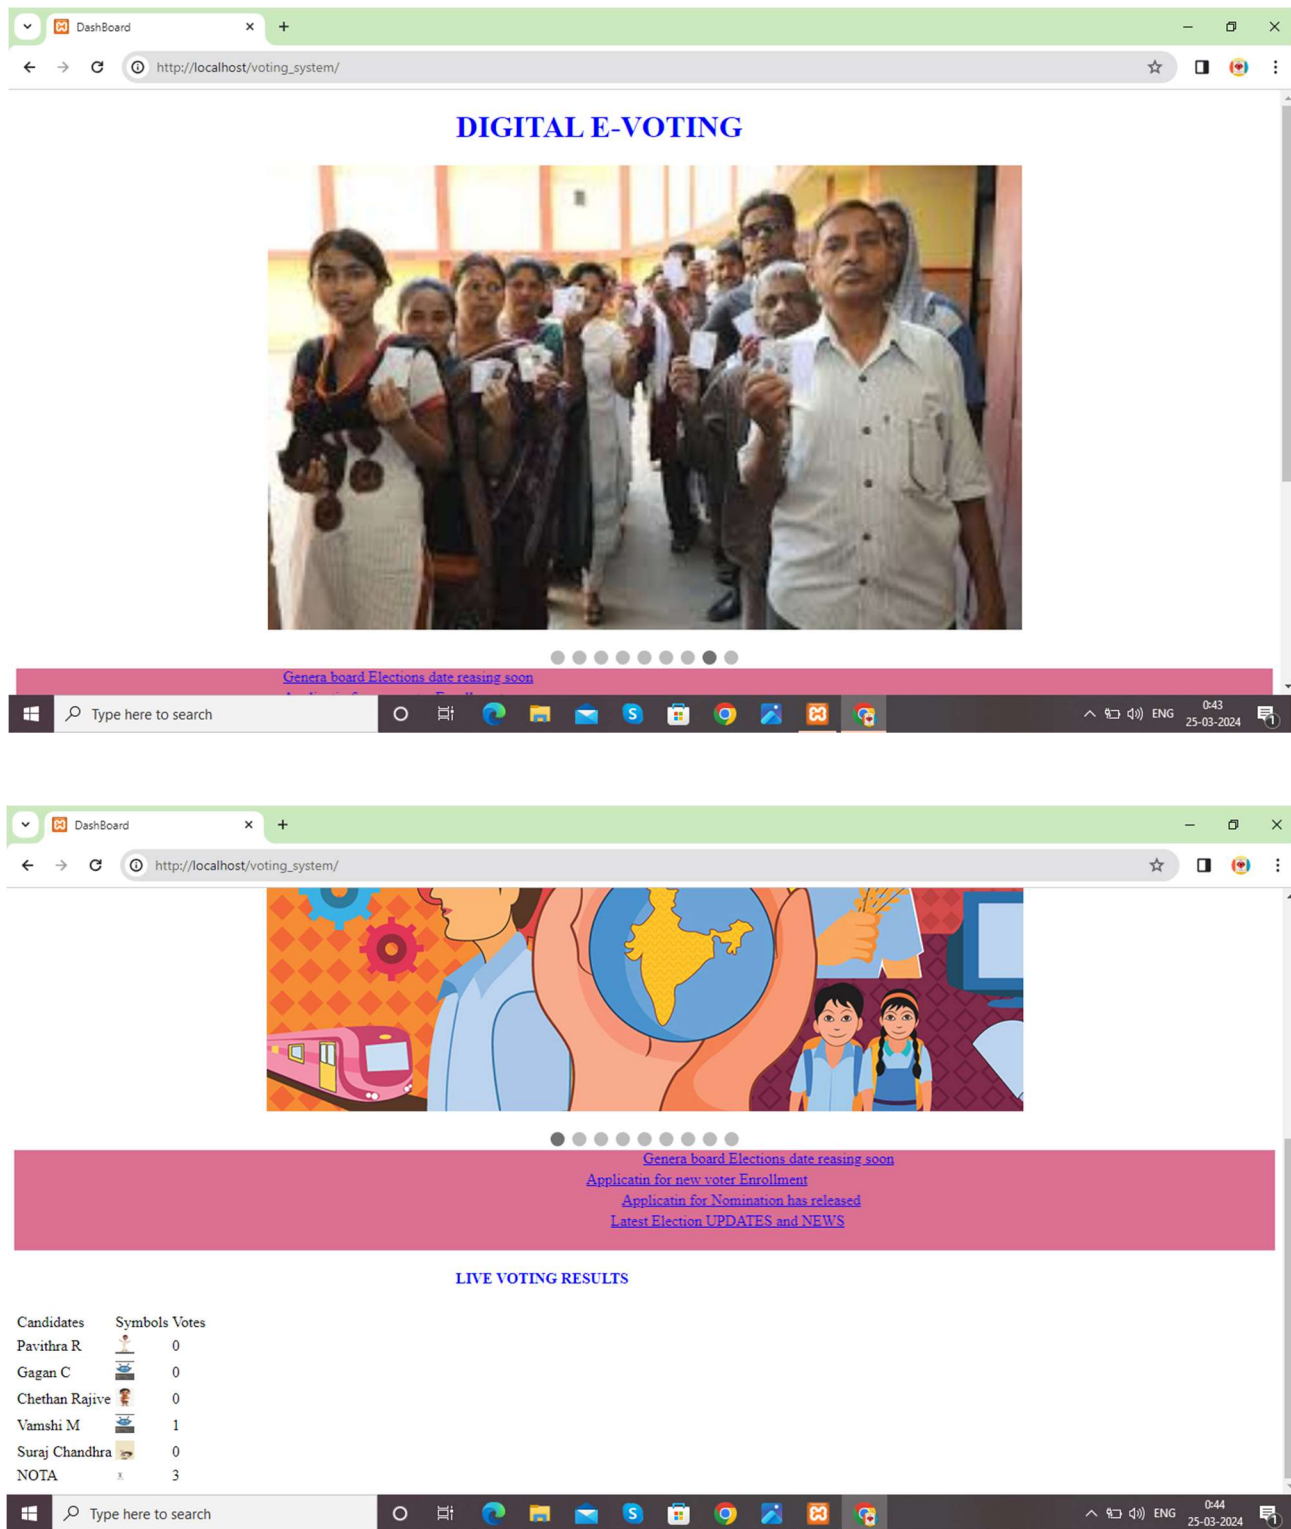 DashBoard
http://localhost/voting_system/
DIGITAL E-VOTING
Genera board Elections date reasing soon
Type here to search
ENG
0:43
25-03-2024
1
DashBoard
http://localhost/voting_system/
Genera board Elections date reasing soon
Applicatin for new voter Enrollment
Applicatin for Nomination has released
Latest Election UPDATES and NEWS
LIVE VOTING RESULTS
Candidates Symbols Votes
Pavithra R 0
Gagan C 0
Chethan Rajive 0
Vamshi M 1
Suraj Chandhra 0
NOTA 3
Type here to search
ENG
0:44
25-03-2024
1